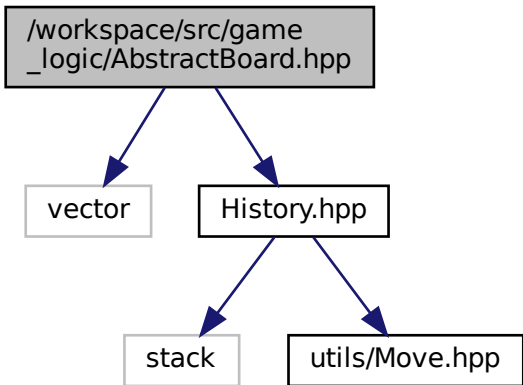 /workspace/src/game
_logic/AbstractBoard.hpp
vector
History.hpp
stack
utils/Move.hpp